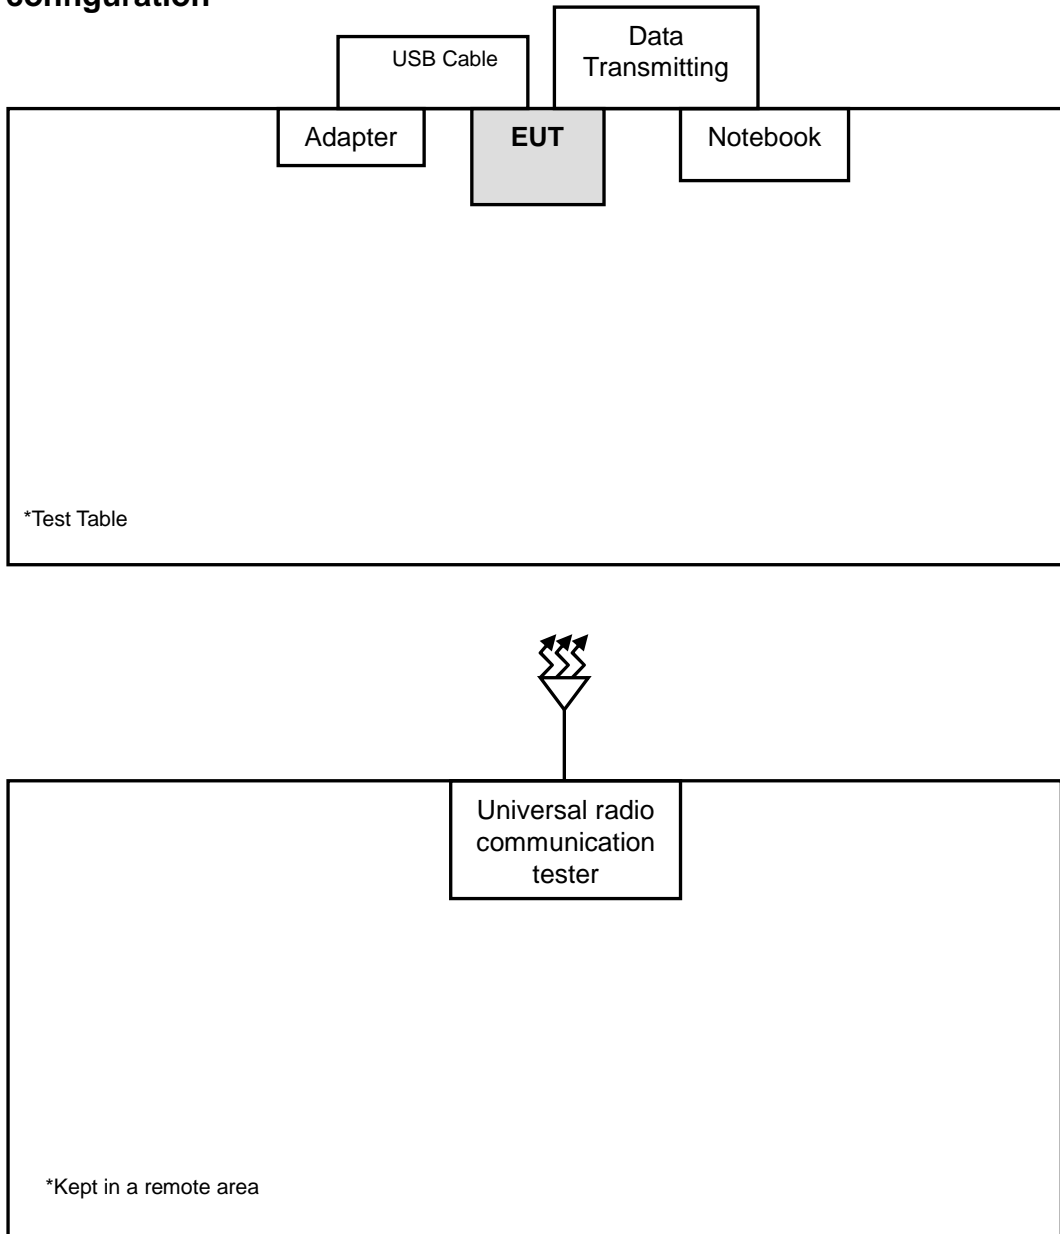 configuration
Data
Transmitting
USB Cable
Adapter
EUT
Notebook
*Test Table
Universal radio
communication
tester
*Kept in a remote area